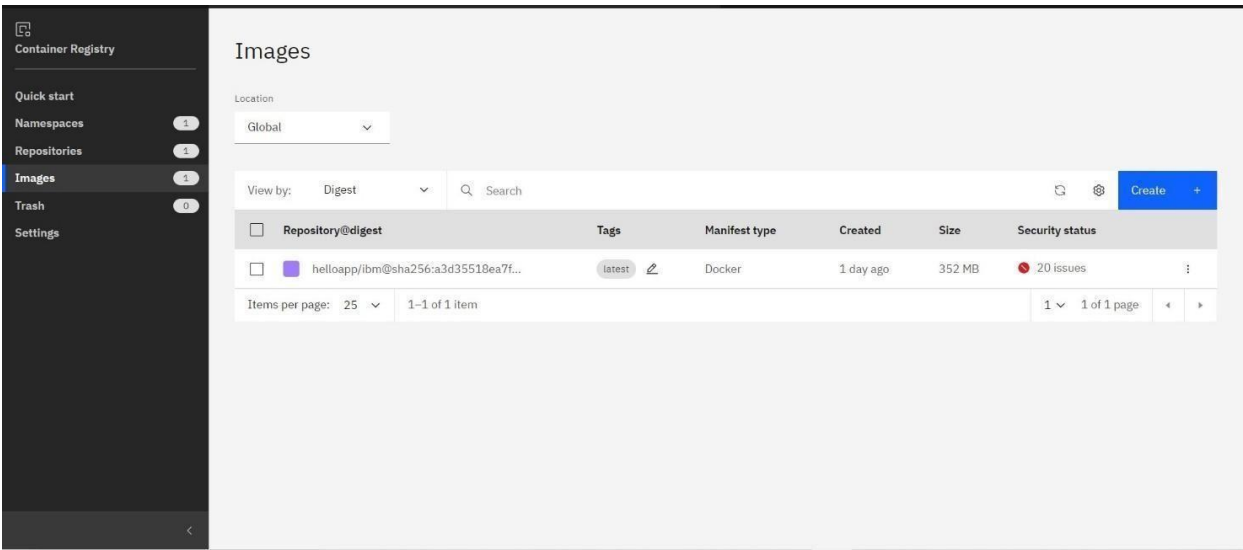 Container Registry
Quick start
Namespaces 1
Repositories 1
Images 1
Trash 0
Settings
Images
Location
Global
View by: Digest Search Create +
Repository@digest Tags Manifest type Created Size Security status
helloapp/ibm@sha256:a3d35518ea7f... latest Docker 1 day ago 352 MB 20 issues
Items per page: 25 1–1 of 1 item 1 1 of 1 page